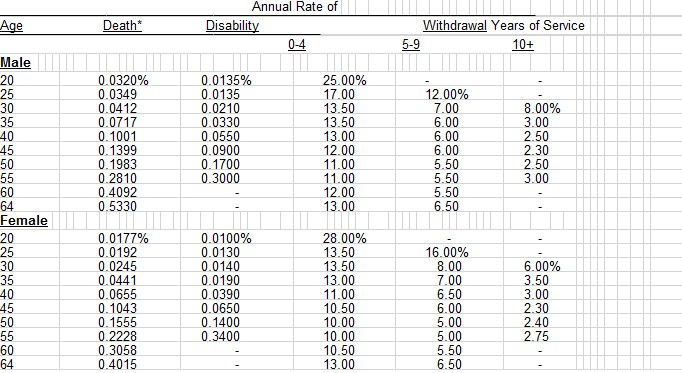 Annual Rate of
Age Death* Disability Withdrawal Years of Service
0-4 5-9 10+
Male
20 0.0320% 0.0135% 25.00% - -
25 0.0349 0.0135 17.00 12.00% -
30 0.0412 0.0210 13.50 7.00 8.00%
35 0.0717 0.0330 13.50 6.00 3.00
40 0.1001 0.0550 13.00 6.00 2.50
45 0.1399 0.0900 12.00 6.00 2.30
50 0.1983 0.1700 11.00 5.50 2.50
55 0.2810 0.3000 11.00 5.50 3.00
60 0.4092 - 12.00 5.50 -
64 0.5330 - 13.00 6.50 -
Female
20 0.0177% 0.0100% 28.00% - -
25 0.0192 0.0130 13.50 16.00% -
30 0.0245 0.0140 13.50 8.00 6.00%
35 0.0441 0.0190 13.00 7.00 3.50
40 0.0655 0.0390 11.00 6.50 3.00
45 0.1043 0.0650 10.50 6.00 2.30
50 0.1555 0.1400 10.00 5.00 2.40
55 0.2228 0.3400 10.00 5.00 2.75
60 0.3058 - 10.50 5.50 -
64 0.4015 - 13.00 6.50 -